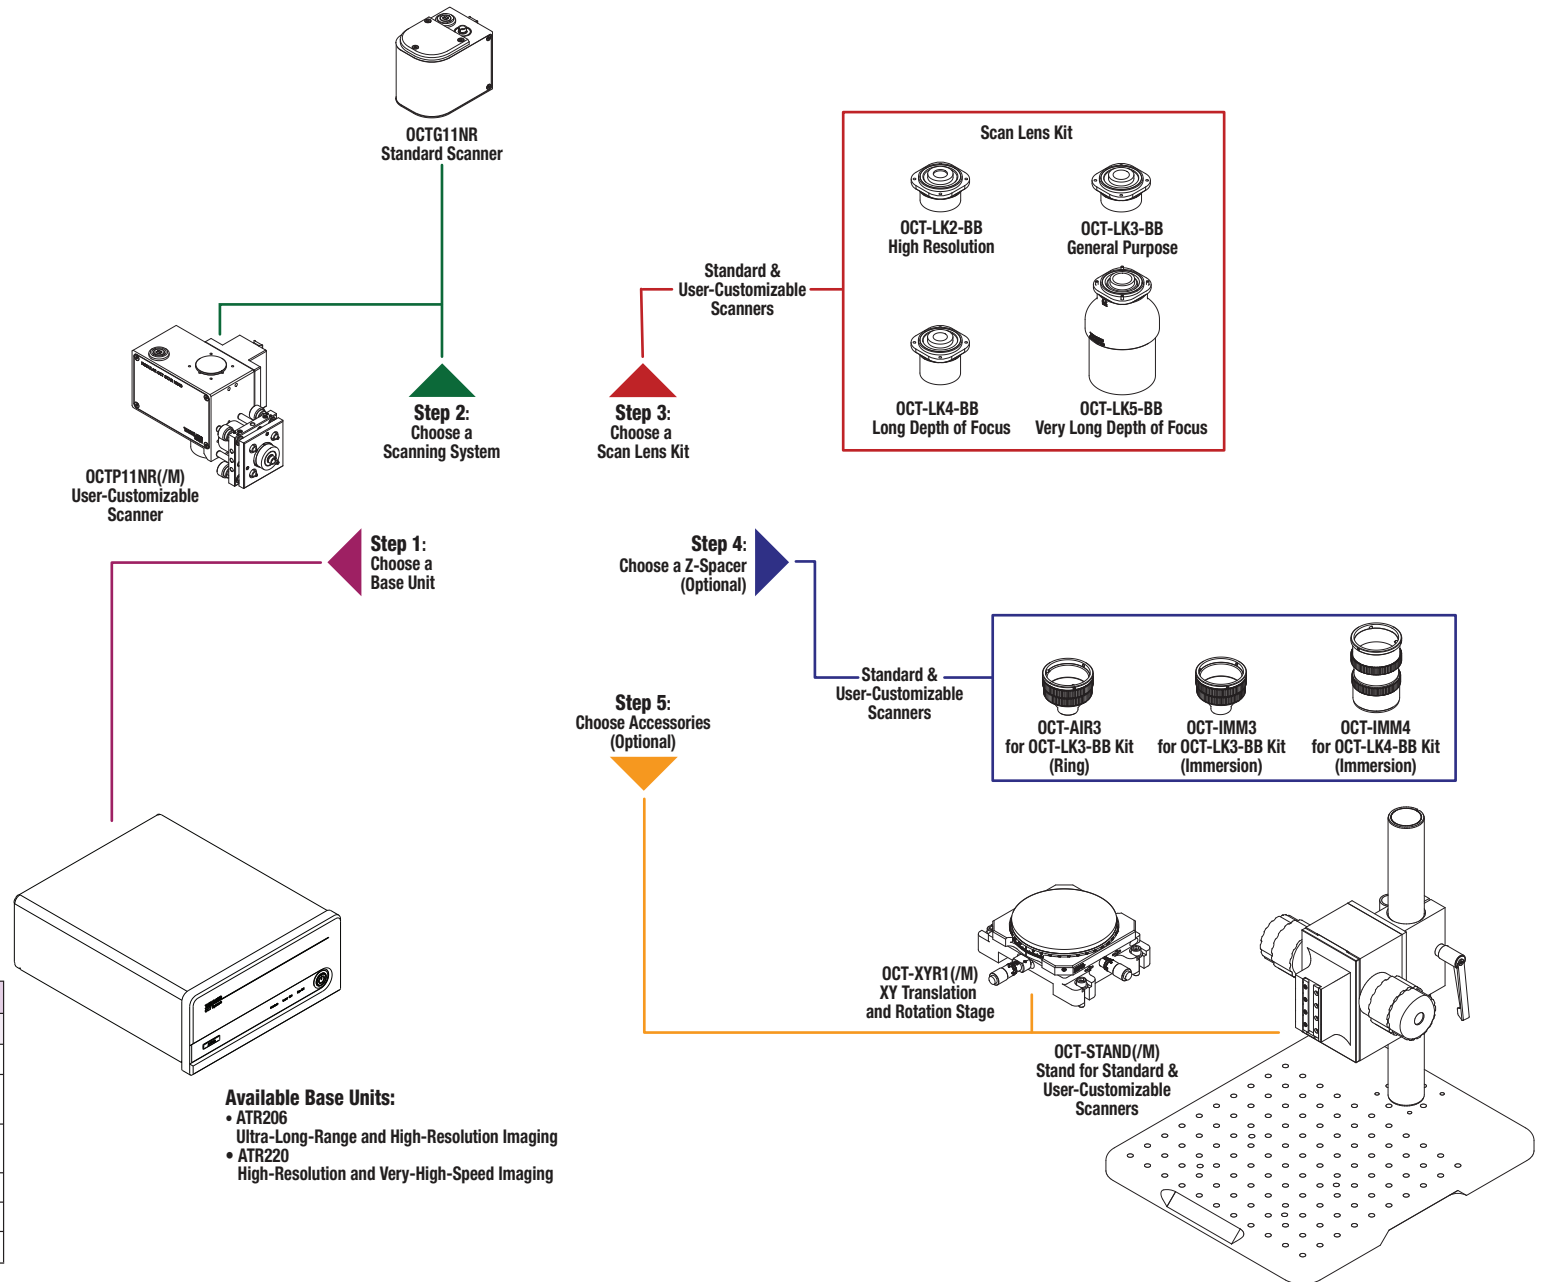 OCTG11NR
Standard Scanner
Scan Lens Kit
OCT-LK2-BB
High Resolution
OCT-LK3-BB
General Purpose
OCT-LK4-BB
Long Depth of Focus
OCT-LK5-BB
Very Long Depth of Focus
Standard &
User-Customizable
Scanners
Step 2:
Choose a
Scanning System
Step 3:
Choose a
Scan Lens Kit
OCTP11NR(/M)
User-Customizable
Scanner
Step 1:
Choose a
Base Unit
Step 4:
Choose a Z-Spacer
(Optional)
Standard &
User-Customizable
Scanners
OCT-AIR3
for OCT-LK3-BB Kit
(Ring)
OCT-IMM3
for OCT-LK3-BB Kit
(Immersion)
OCT-IMM4
for OCT-LK4-BB Kit
(Immersion)
Step 5:
Choose Accessories
(Optional)
OCT-XYR1(/M)
XY Translation
and Rotation Stage
OCT-STAND(/M)
Stand for Standard &
User-Customizable
Scanners
Available Base Units:
• ATR206
Ultra-Long-Range and High-Resolution Imaging
• ATR220
High-Resolution and Very-High-Speed Imaging